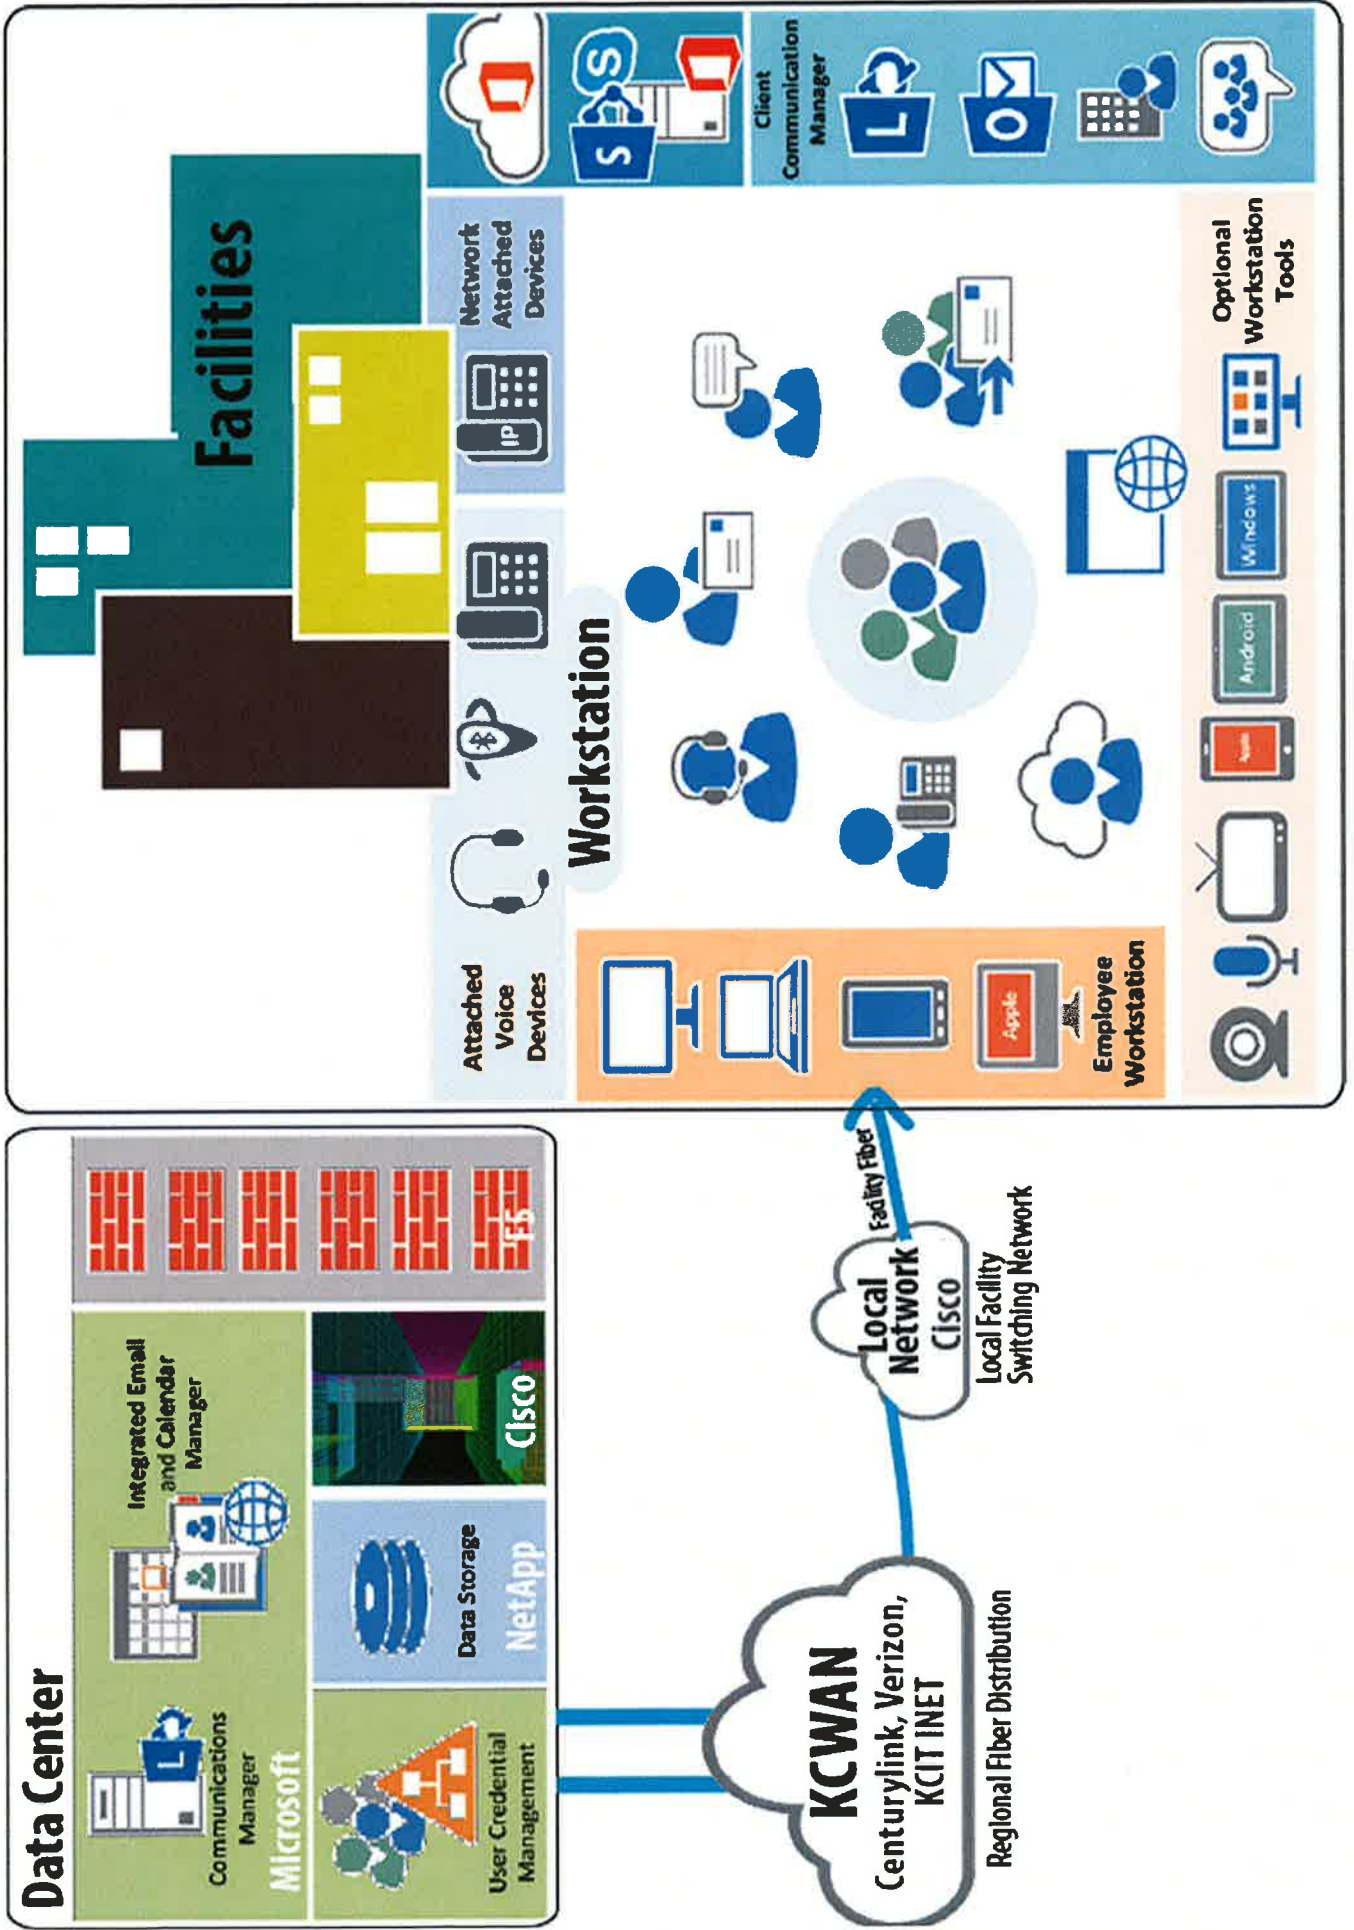 Data Center
Communications
Manager
Microsoft
Integrated Email
and Calendar
Manager
User Credential
Management
Data Storage
NetApp
Cisco
F5
KCWAN
Centurylink, Verizon,
KCIT INET
Regional Fiber Distribution
Local
Network
Cisco
Local Facility
Switching Network
Facility Fiber
Facilities
Attached
Voice
Devices
IP
Network
Attached
Devices
Workstation
Apple
Employee
Workstation
S
S
Client
Communication
Manager
L
O
L
Apple
Android
Windows
Optional
Workstation
Tools